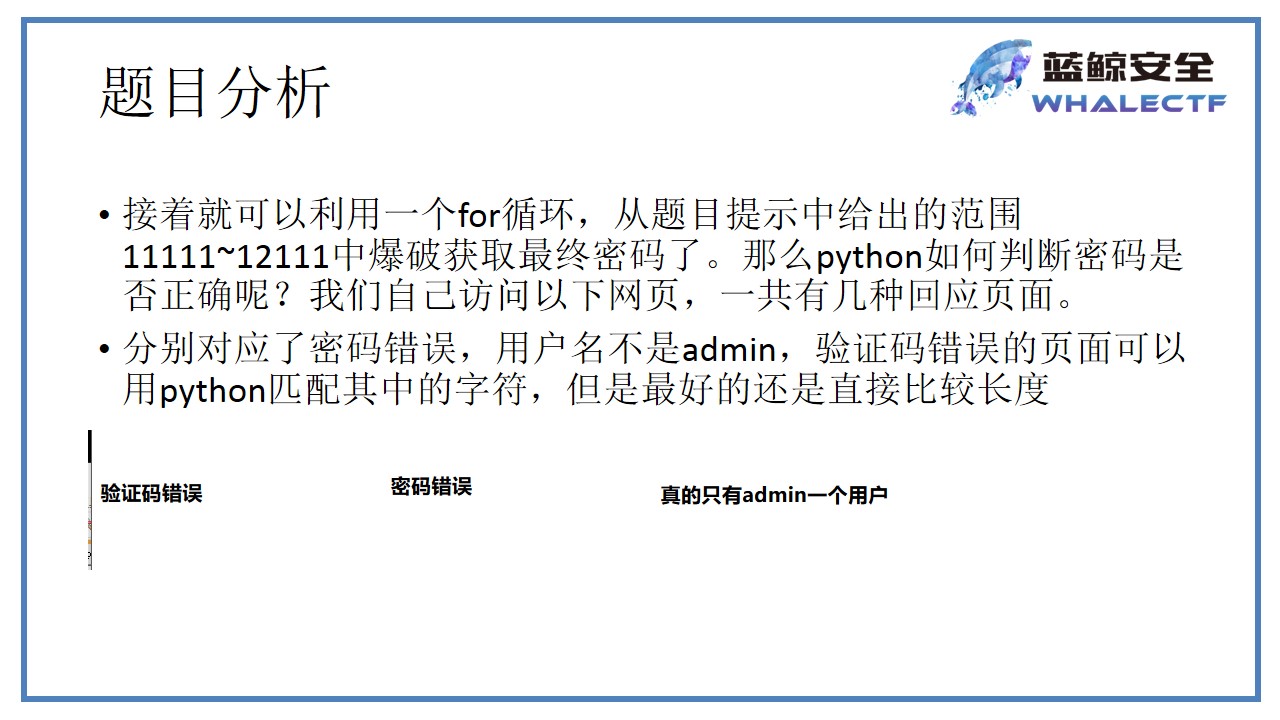 题目分析
蓝鲸安全
WHALECTF
• 接着就可以利用一个for循环，从题目提示中给出的范围
11111~12111中爆破获取最终密码了。那么python如何判断密码是
否正确呢？我们自己访问以下网页，一共有几种回应页面。
• 分别对应了密码错误，用户名不是admin，验证码错误的页面可以
用python匹配其中的字符，但是最好的还是直接比较长度
验证码错误
密码错误
真的只有admin一个用户